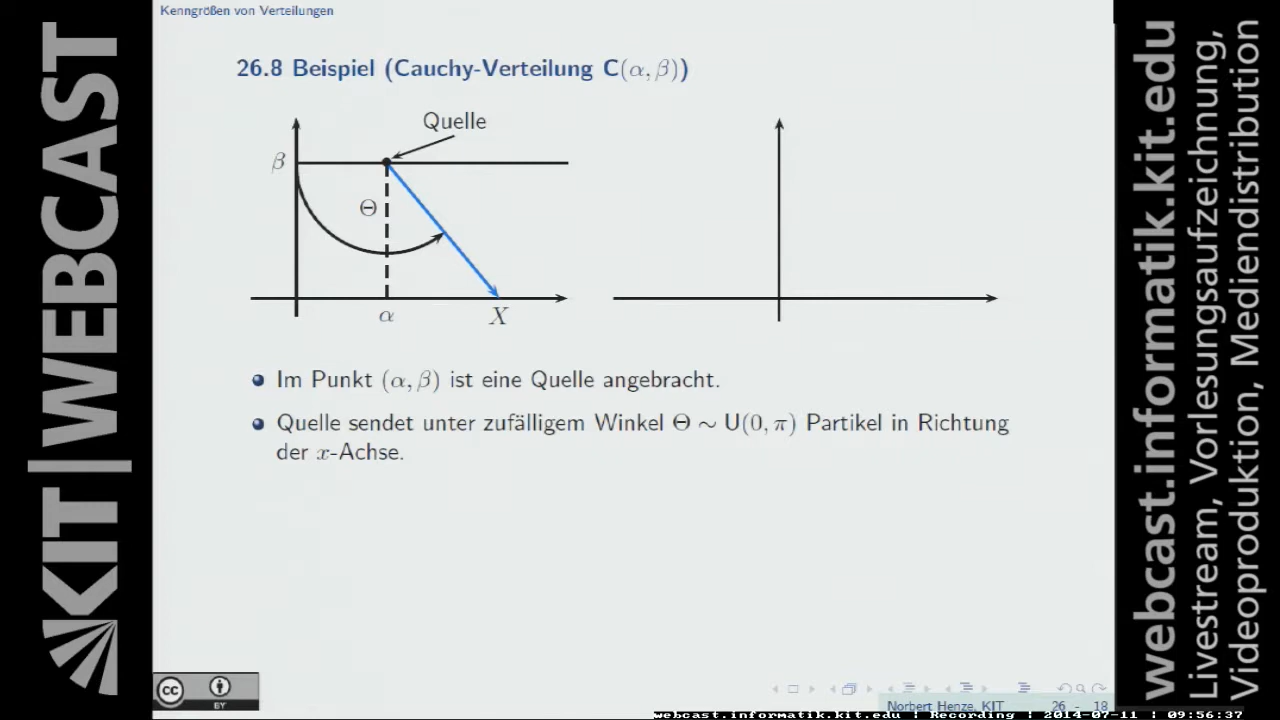 KIT | WEBCAST
Kenngrößen von Verteilungen
26.8 Beispiel (Cauchy-Verteilung C(α, β))
Quelle
β
Θ
α
X
Im Punkt (α, β) ist eine Quelle angebracht.
Quelle sendet unter zufälligem Winkel Θ ∼ U(0, π) Partikel in Richtung
der x-Achse.
cc
BY
Norbert Henze, KIT
26 - 18
webcast.informatik.kit.edu | Recording | 2014-07-11 | 09:56:37
webcast.informatik.kit.edu
Livestream, Vorlesungsaufzeichnung,
Videoproduktion, Mediendistribution